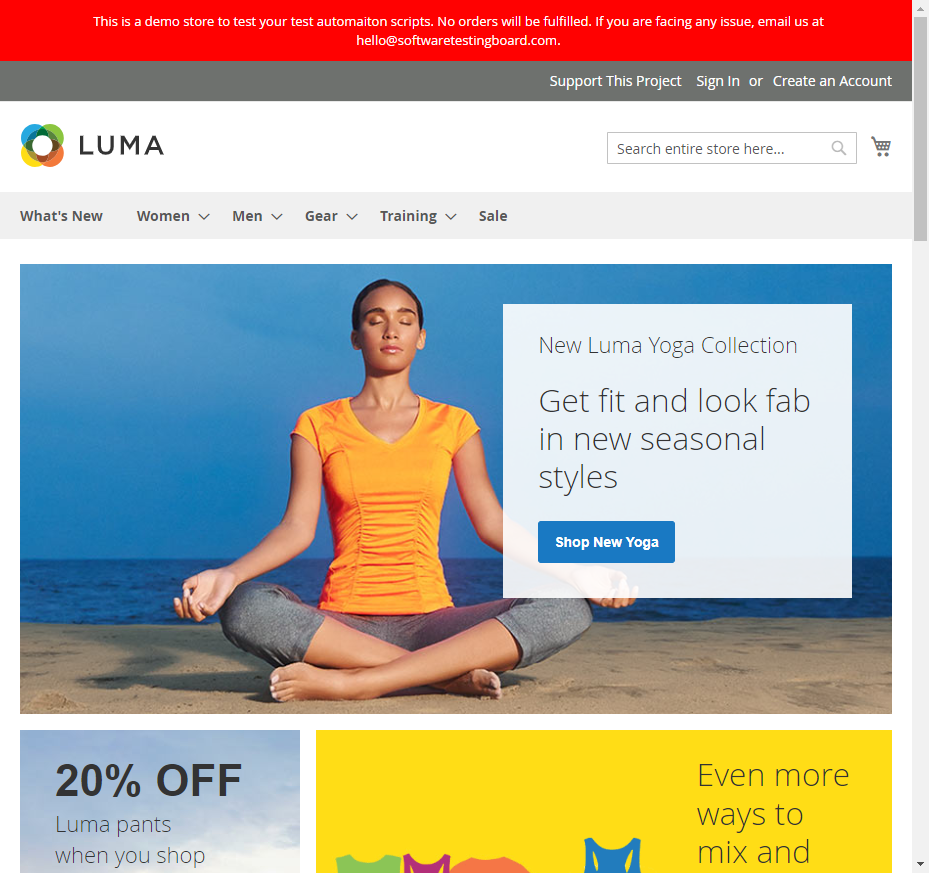 This is a demo store to test your test automaiton scripts. No orders will be fulfilled. If you are facing any issue, email us at
hello@softwaretestingboard.com.
Support This Project Sign In or Create an Account
LUMA
Search entire store here...
What's New Women Men Gear Training Sale
New Luma Yoga Collection
Get fit and look fab
in new seasonal
styles
Shop New Yoga
20% OFF
Luma pants
when you shop
Even more
ways to
mix and